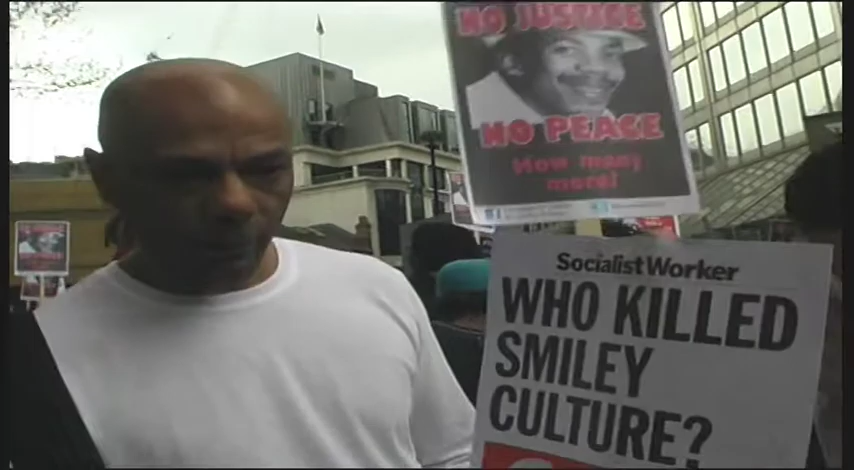 NO JUSTICE
NO PEACE
How many
more?
Socialist Worker
WHO KILLED
SMILEY
CULTURE?